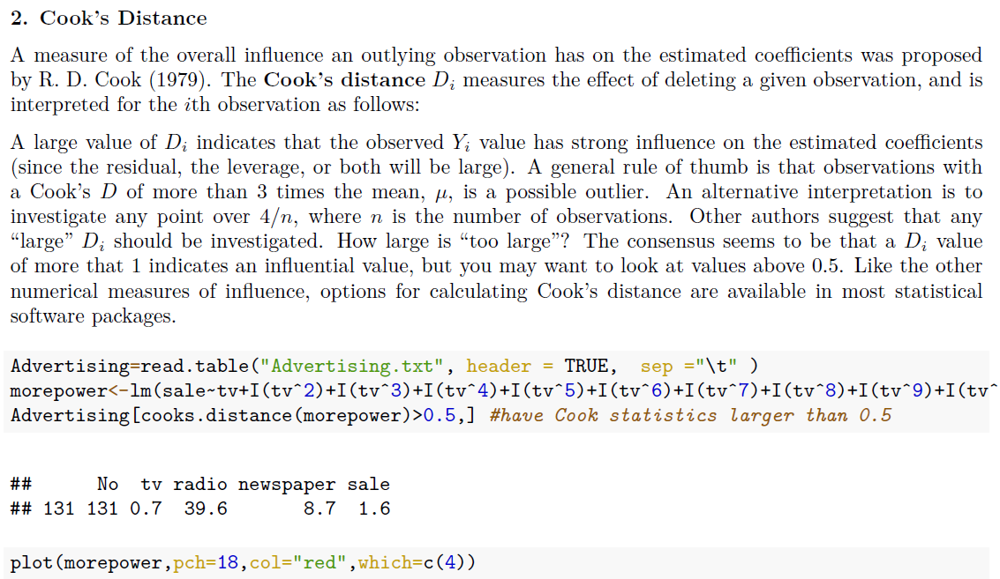 2. Cook's Distance
A measure of the overall influence an outlying observation has on the estimated coefficients was proposed
by R. D. Cook (1979). The Cook's distance Dᵢ measures the effect of deleting a given observation, and is
interpreted for the ith observation as follows:
A large value of Dᵢ indicates that the observed Yᵢ value has strong influence on the estimated coefficients
(since the residual, the leverage, or both will be large). A general rule of thumb is that observations with
a Cook's D of more than 3 times the mean, μ, is a possible outlier. An alternative interpretation is to
investigate any point over 4/n, where n is the number of observations. Other authors suggest that any
“large” Dᵢ should be investigated. How large is “too large”? The consensus seems to be that a Dᵢ value
of more that 1 indicates an influential value, but you may want to look at values above 0.5. Like the other
numerical measures of influence, options for calculating Cook's distance are available in most statistical
software packages.
Advertising=read.table("Advertising.txt", header = TRUE,  sep ="\t" )
morepower<-lm(sale~tv+I(tv^2)+I(tv^3)+I(tv^4)+I(tv^5)+I(tv^6)+I(tv^7)+I(tv^8)+I(tv^9)+I(tv^
Advertising[cooks.distance(morepower)>0.5,] #have Cook statistics larger than 0.5
##      No  tv radio newspaper sale
## 131 131 0.7  39.6       8.7  1.6
plot(morepower,pch=18,col="red",which=c(4))